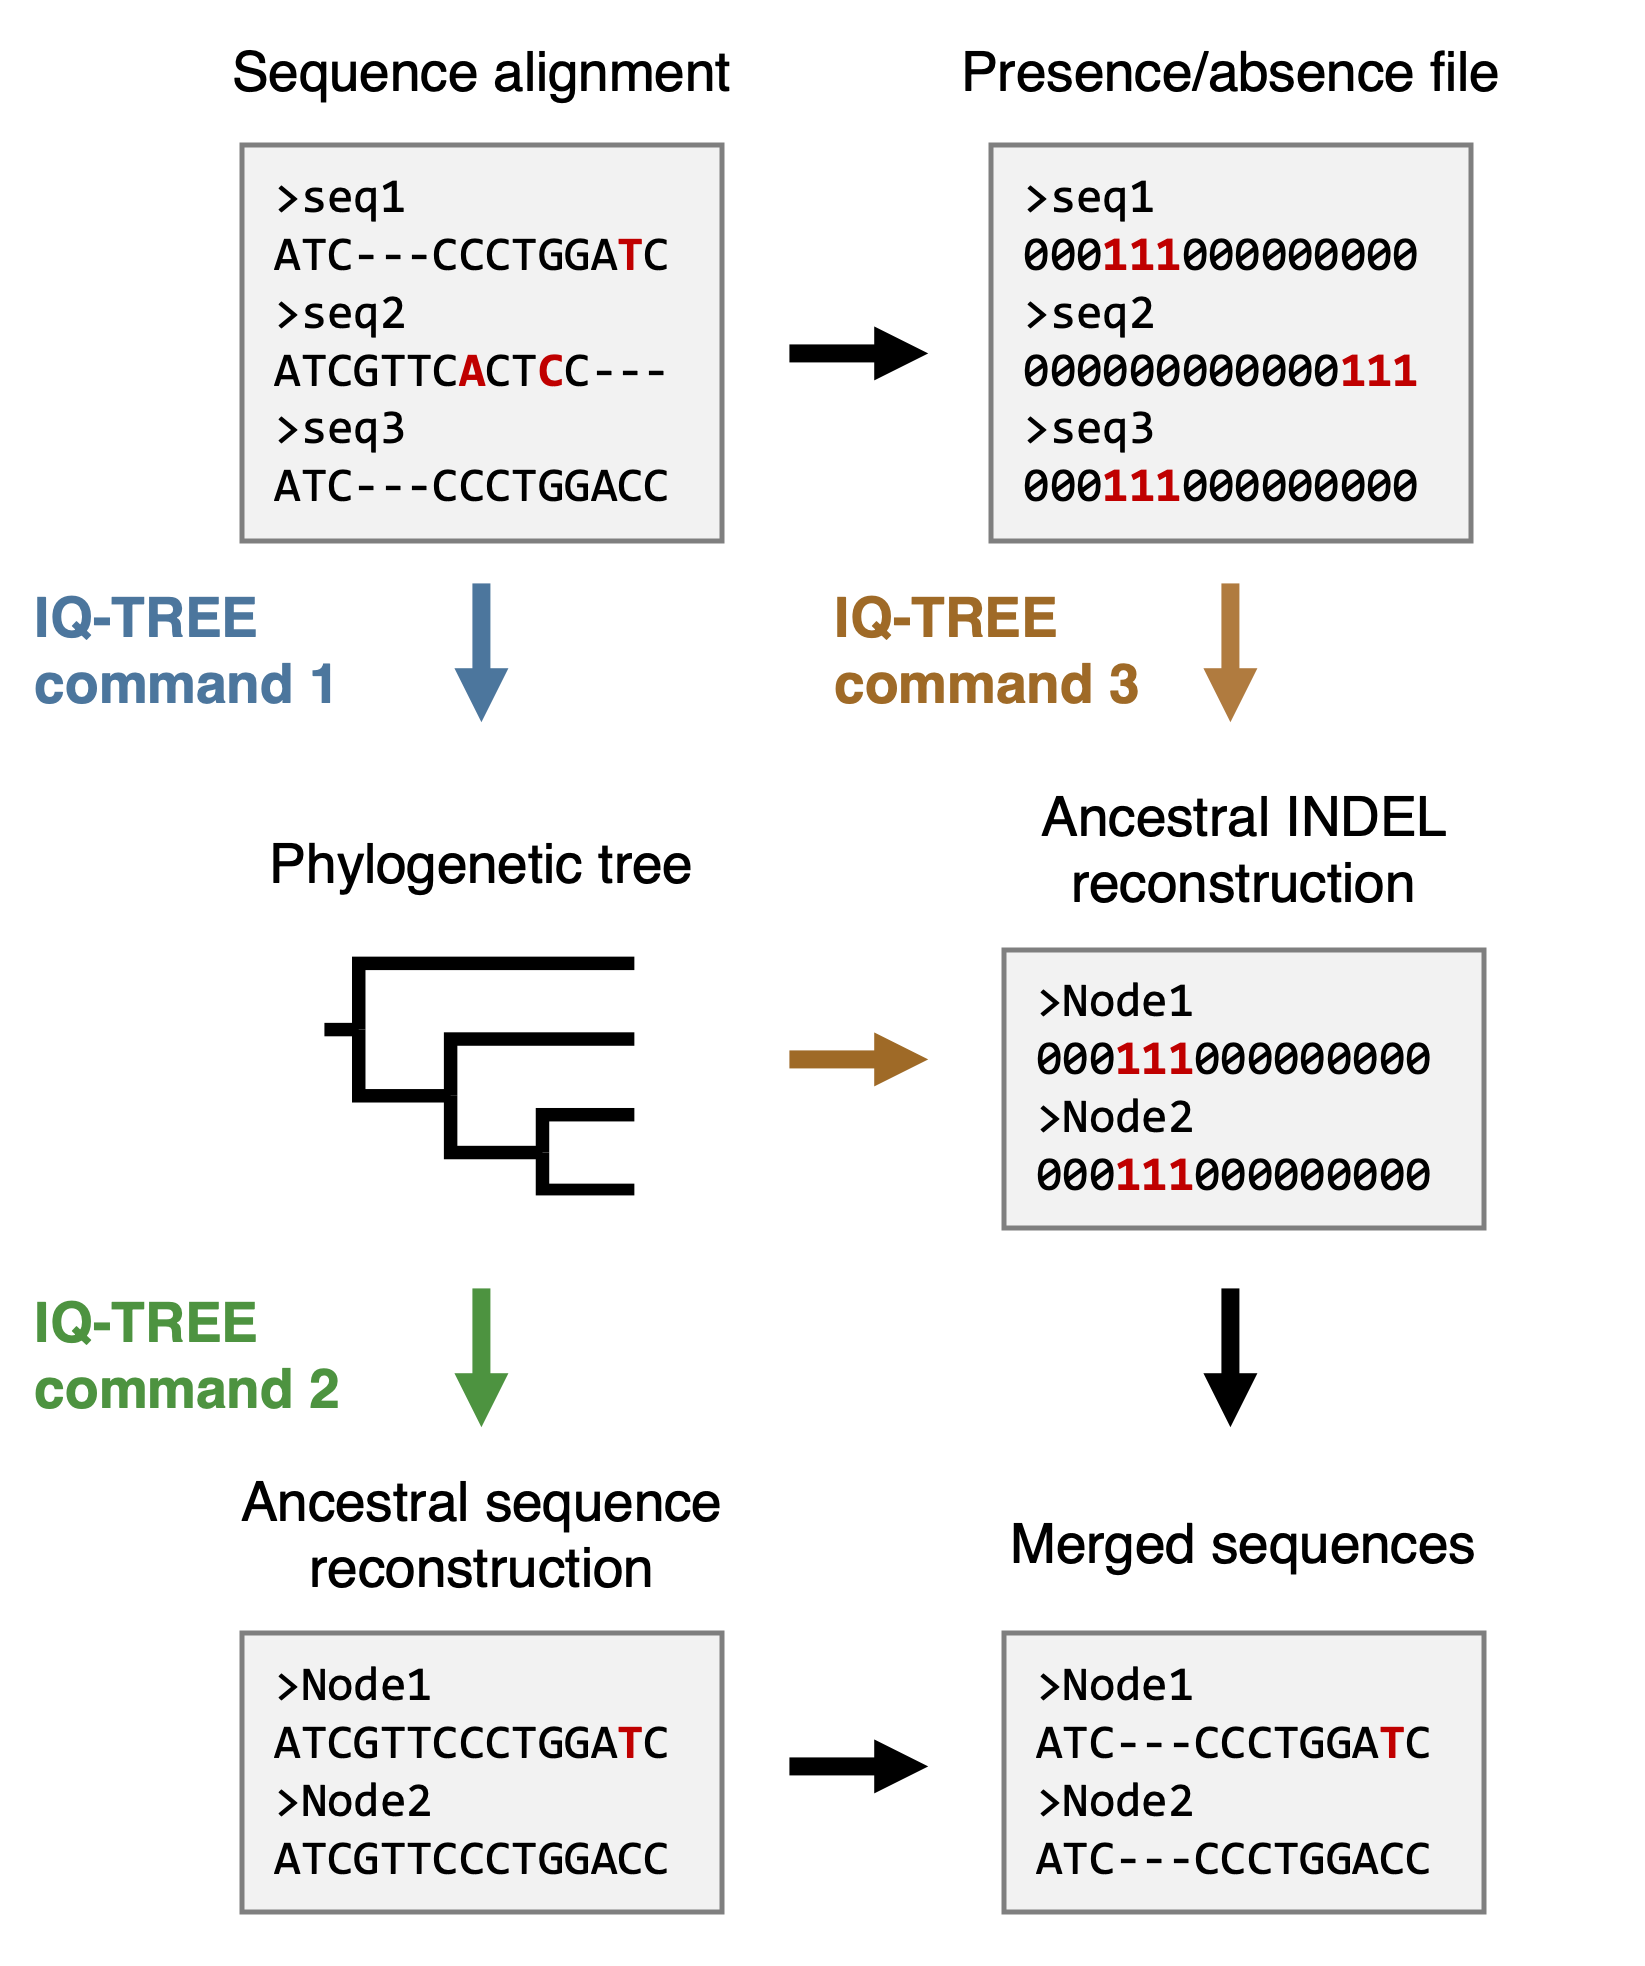 Sequence alignment
>seq1
ATC---CCCTGGATC
>seq2
ATCGTTCACTCC---
>seq3
ATC---CCCTGGACC
Presence/absence file
>seq1
000111000000000
>seq2
000000000000111
>seq3
000111000000000
IQ-TREE
command 1
IQ-TREE
command 3
Phylogenetic tree
Ancestral INDEL
reconstruction
>Node1
000111000000000
>Node2
000111000000000
IQ-TREE
command 2
Ancestral sequence
reconstruction
>Node1
ATCGTTCCCTGGATC
>Node2
ATCGTTCCCTGGACC
Merged sequences
>Node1
ATC---CCCTGGATC
>Node2
ATC---CCCTGGACC